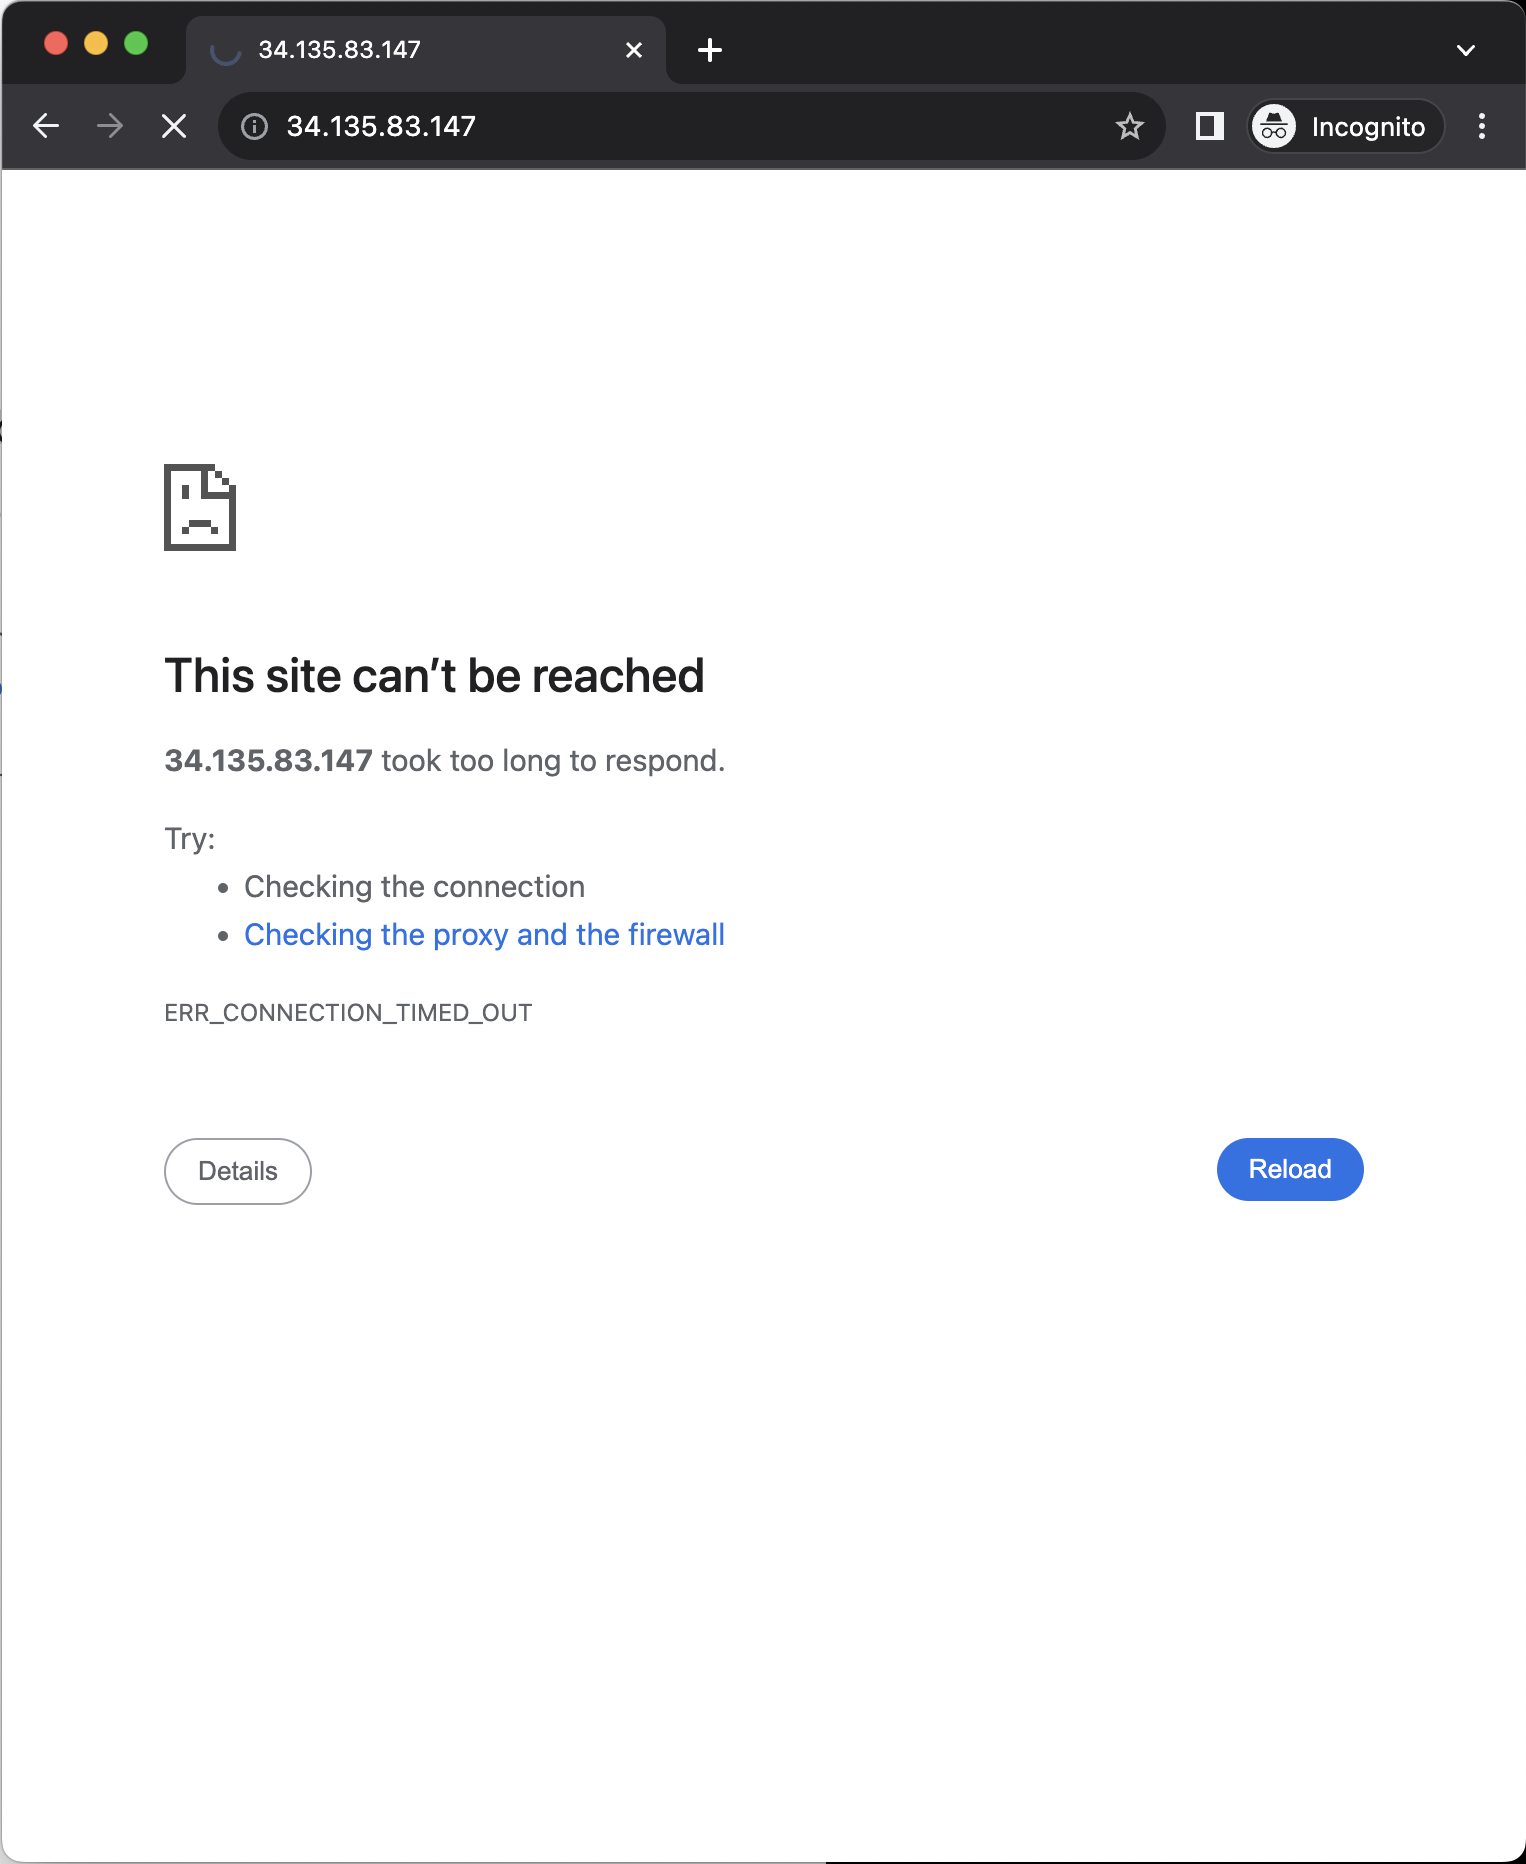 34.135.83.147
34.135.83.147
Incognito
This site can’t be reached
34.135.83.147 took too long to respond.
Try:
• Checking the connection
• Checking the proxy and the firewall
ERR_CONNECTION_TIMED_OUT
Details
Reload